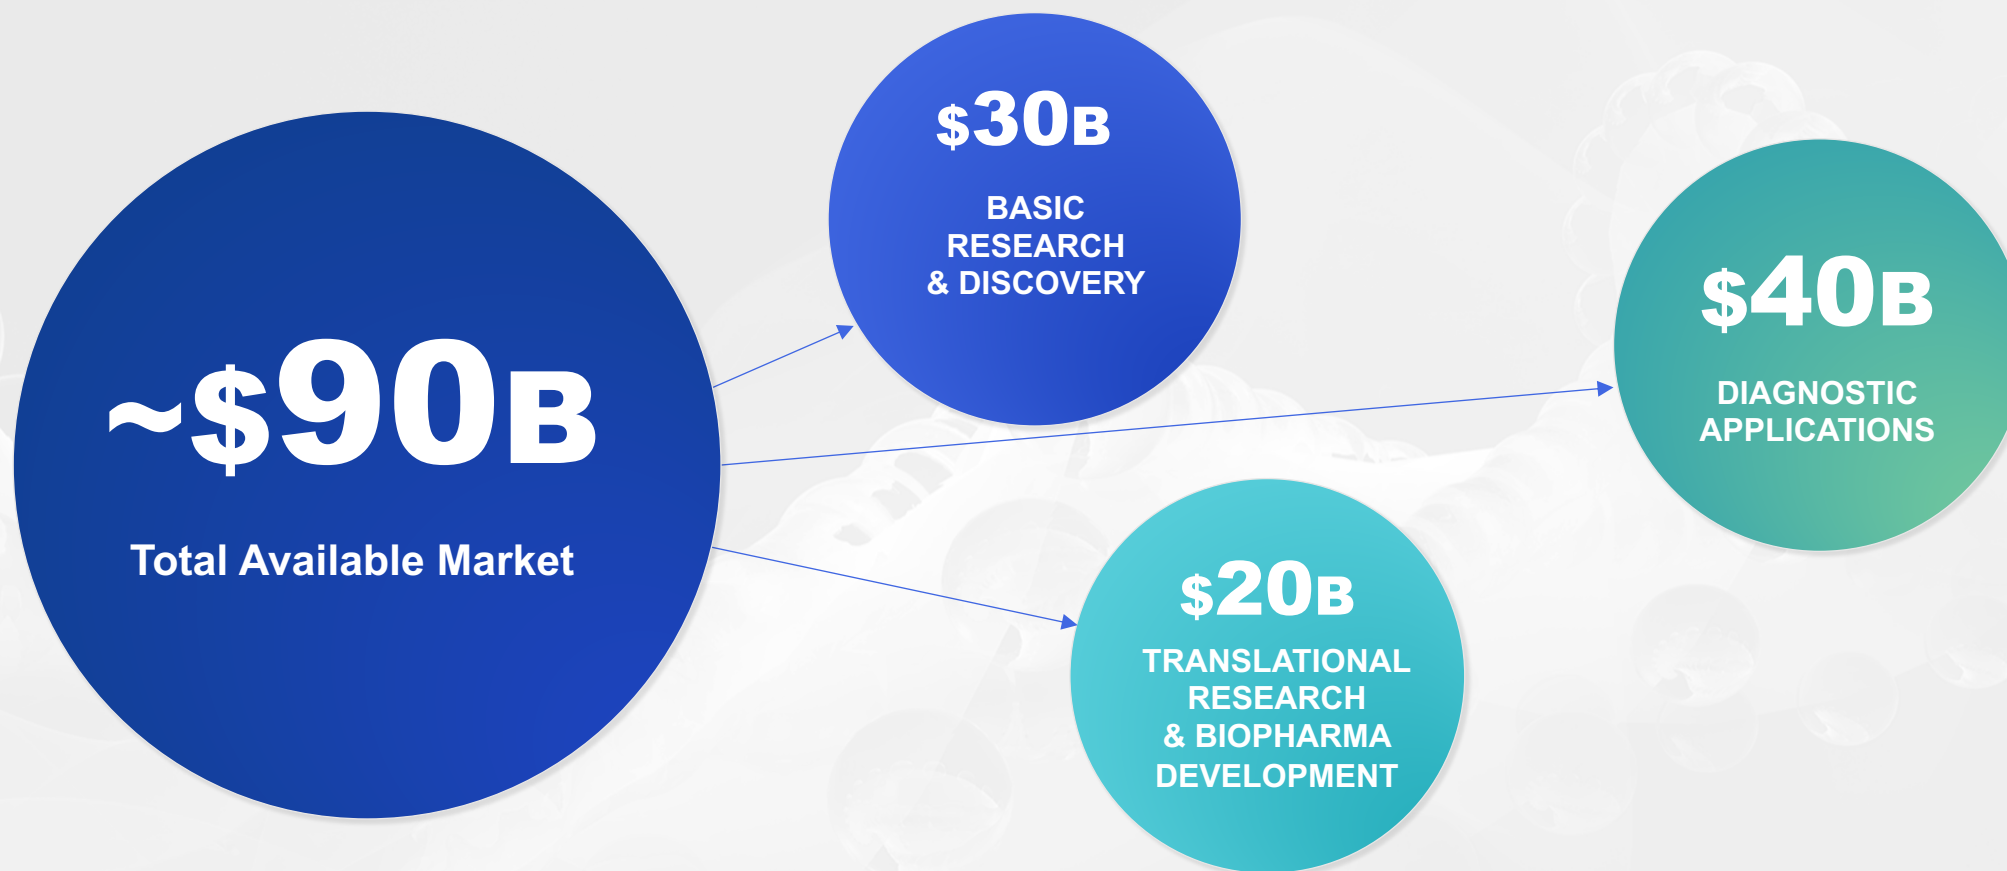 ~$90B
Total Available Market
$30B
BASIC
RESEARCH
& DISCOVERY
$40B
DIAGNOSTIC
APPLICATIONS
$20B
TRANSLATIONAL
RESEARCH
& BIOPHARMA
DEVELOPMENT